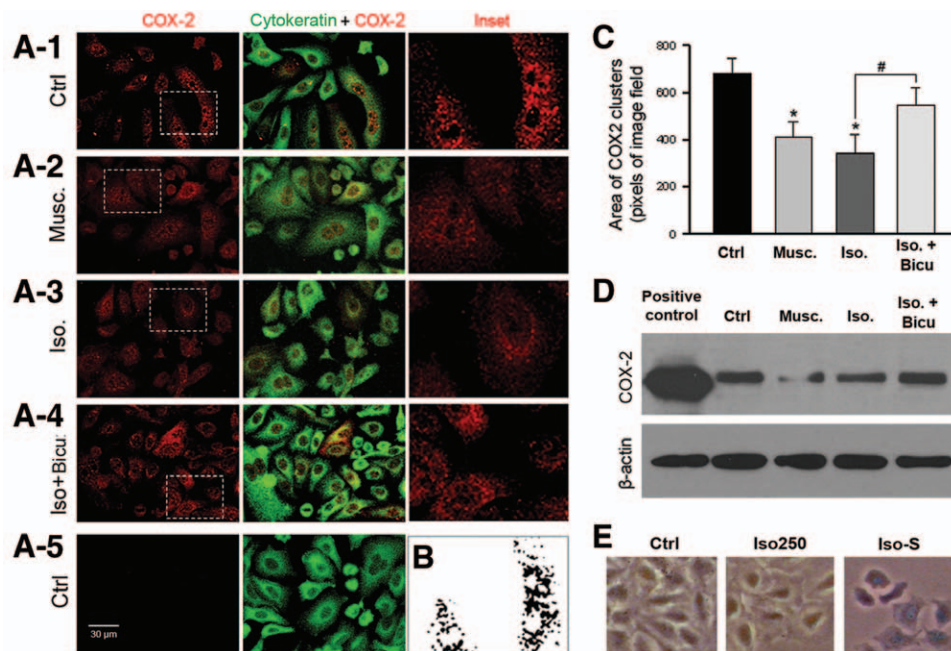 COX-2 Cytokeratin + COX-2 Inset
A-1
Ctrl
A-2
Musc.
A-3
Iso.
A-4
Iso+Bicu:
A-5
Ctrl
30 µm
B
C
Area of COX2 clusters
(pixels of image field)
800
600
400
200
0
*
*
#
Ctrl Musc. Iso. Iso. +
Bicu
D
Positive
control Ctrl Musc. Iso. Iso. +
Bicu
COX-2
β-actin
E
Ctrl Iso250 Iso-S